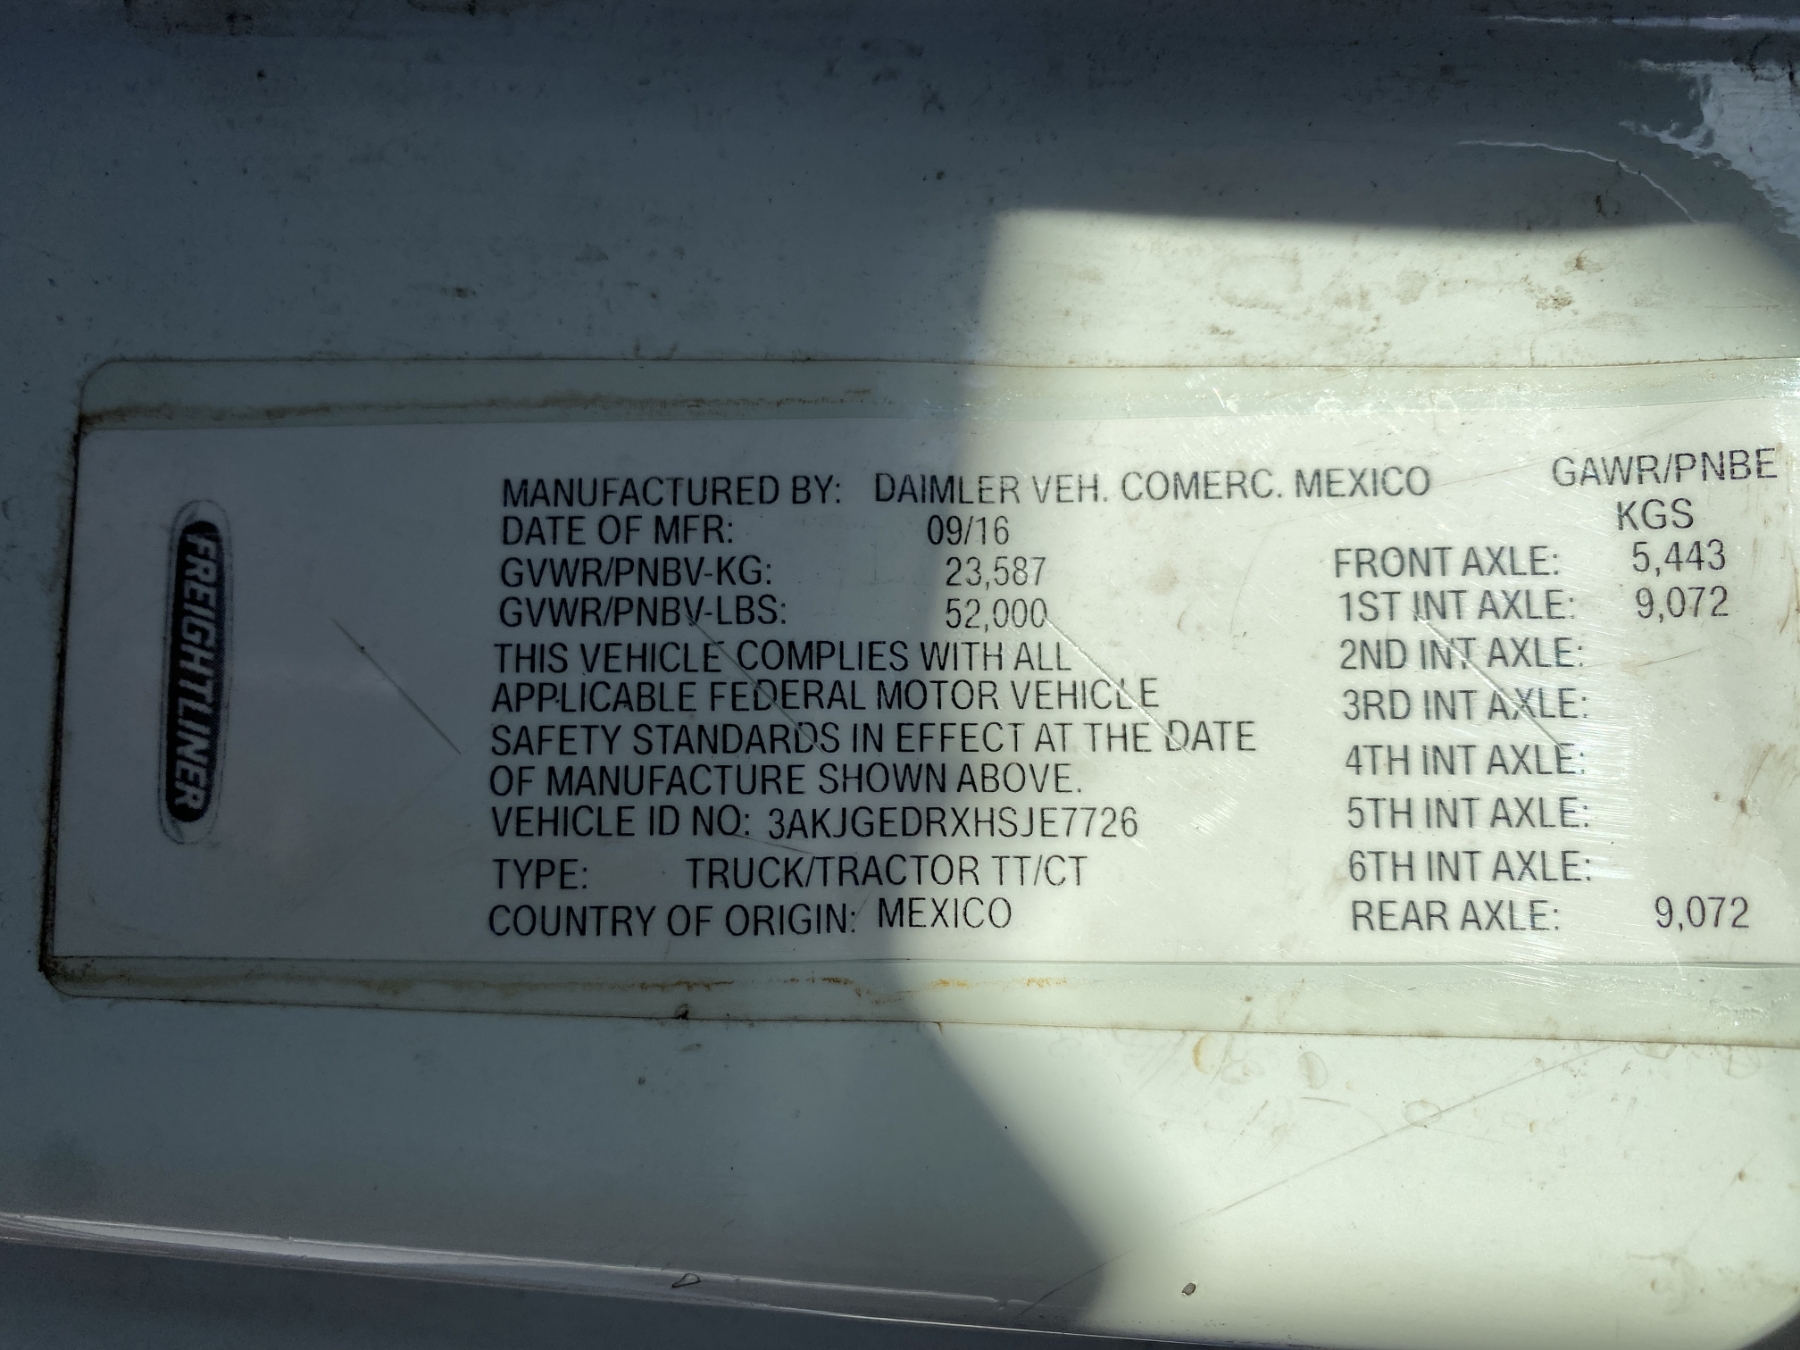 FREIGHTLINER
MANUFACTURED BY: DAIMLER VEH. COMERC. MEXICO
DATE OF MFR: 09/16
GVWR/PNBV-KG: 23,587
GVWR/PNBV-LBS: 52,000
THIS VEHICLE COMPLIES WITH ALL
APPLICABLE FEDERAL MOTOR VEHICLE
SAFETY STANDARDS IN EFFECT AT THE DATE
OF MANUFACTURE SHOWN ABOVE.
VEHICLE ID NO: 3AKJGEDRXHSJE7726
TYPE: TRUCK/TRACTOR TT/CT
COUNTRY OF ORIGIN: MEXICO
GAWR/PNBE
KGS
FRONT AXLE: 5,443
1ST INT AXLE: 9,072
2ND INT AXLE:
3RD INT AXLE:
4TH INT AXLE:
5TH INT AXLE:
6TH INT AXLE:
REAR AXLE: 9,072